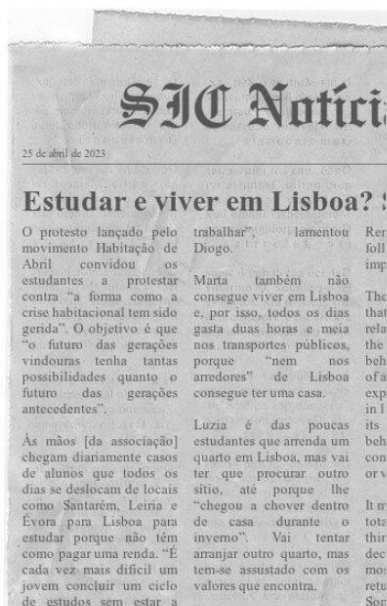 SIC Notíci
25 de abril de 2023
Estudar e viver em Lisboa?
O protesto lançado pelo
movimento Habitação de
Abril convidou os
estudantes a protestar
contra “a forma como a
crise habitacional tem sido
gerida”. O objetivo é que
“o futuro das gerações
vindouras tenha tantas
possibilidades quanto o
futuro das gerações
antecedentes”.
Às mãos [da associação]
chegam diariamente casos
de alunos que todos os
dias se deslocam de locais
como Santarém, Leiria e
Évora para Lisboa para
estudar porque não têm
como pagar uma renda. “É
cada vez mais difícil um
jovem concluir um ciclo
de estudos sem estar a
trabalhar”, lamentou
Diogo.
Marta também não
consegue viver em Lisboa
e, por isso, todos os dias
gasta duas horas e meia
nos transportes públicos,
porque “nem nos
arredores” de Lisboa
consegue ter uma casa.
Luzia é das poucas
estudantes que arrenda um
quarto em Lisboa, mas vai
ter que procurar outro
sítio, até porque lhe
“chegou a chover dentro
de casa durante o
inverno”. Vai tentar
arranjar outro quarto, mas
tem-se assustado com os
valores que encontra.